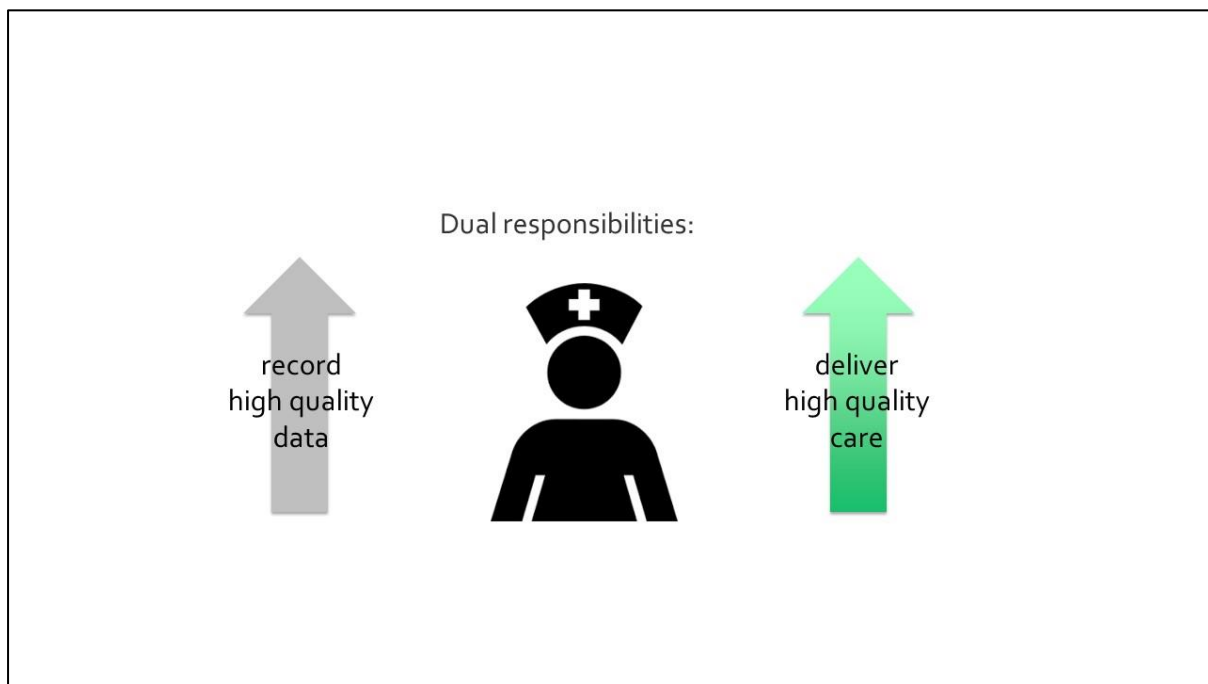 Dual responsibilities:
record
high quality
data
deliver
high quality
care